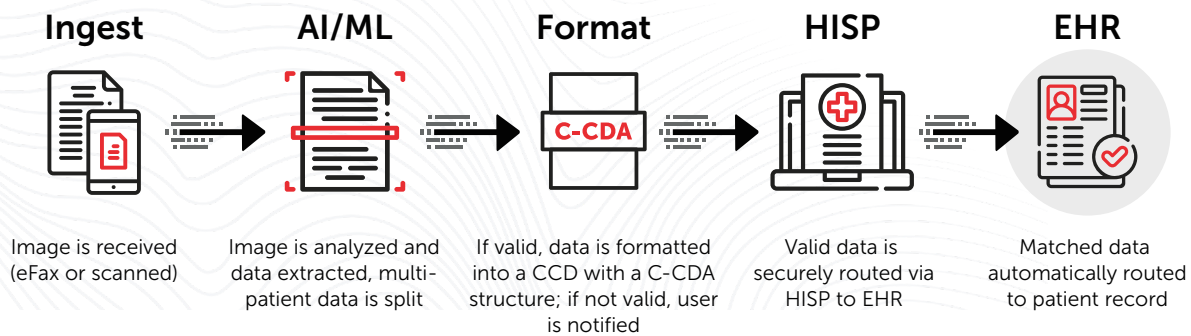 Ingest
AI/ML
Format
HISP
EHR
C-CDA
Image is received
(eFax or scanned)
Image is analyzed and
data extracted, multi-
patient data is split
If valid, data is formatted
into a CCD with a C-CDA
structure; if not valid, user
is notified
Valid data is
securely routed via
HISP to EHR
Matched data
automatically routed
to patient record